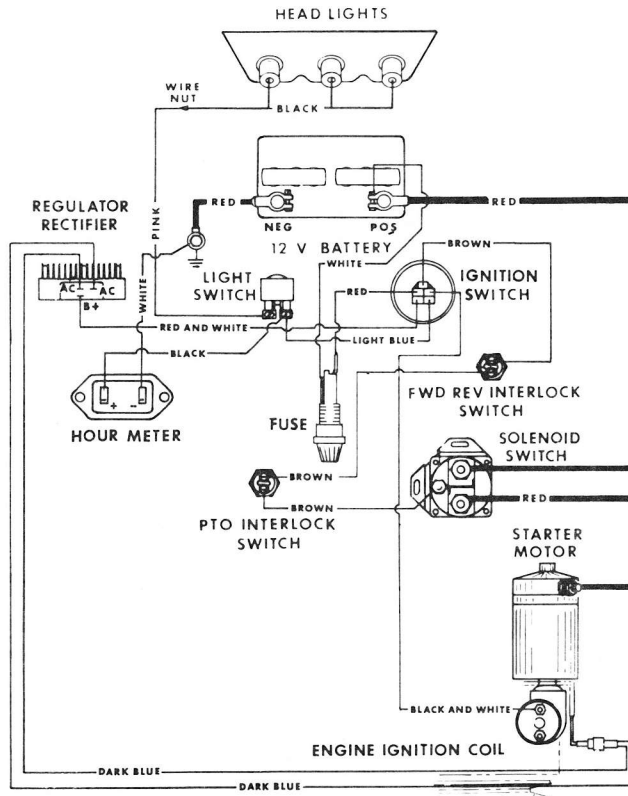 HEAD LIGHTS
WIRE
NUT
BLACK
REGULATOR
RECTIFIER
PINK
RED
NEG
POS
RED
12 V BATTERY
WHITE
BROWN
AC
AC
B+
WHITE
LIGHT
SWITCH
RED
IGNITION
SWITCH
RED AND WHITE
LIGHT BLUE
BLACK
+
-
HOUR METER
FUSE
FWD REV INTERLOCK
SWITCH
SOLENOID
SWITCH
BROWN
BROWN
RED
PTO INTERLOCK
SWITCH
STARTER
MOTOR
BLACK AND WHITE
ENGINE IGNITION COIL
DARK BLUE
DARK BLUE